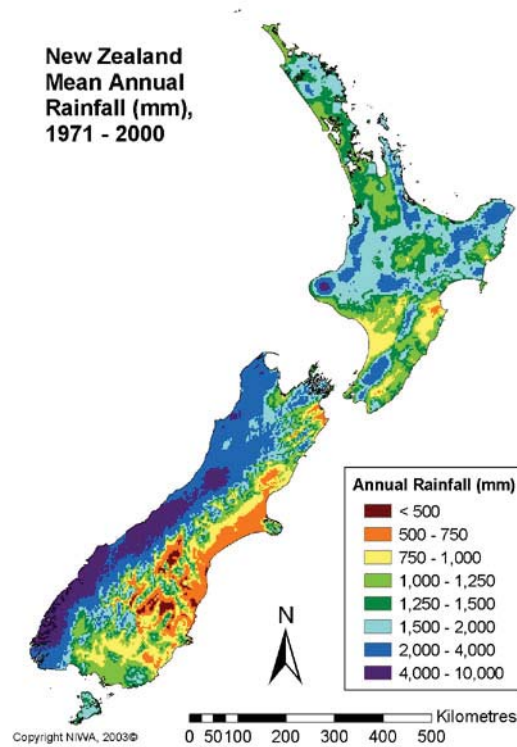 New Zealand
Mean Annual
Rainfall (mm),
1971 - 2000
Annual Rainfall (mm)
< 500
500 - 750
750 - 1,000
1,000 - 1,250
1,250 - 1,500
1,500 - 2,000
2,000 - 4,000
4,000 - 10,000
N
Kilometres
0 50 100 200 300 400 500
Copyright NIWA, 2003©